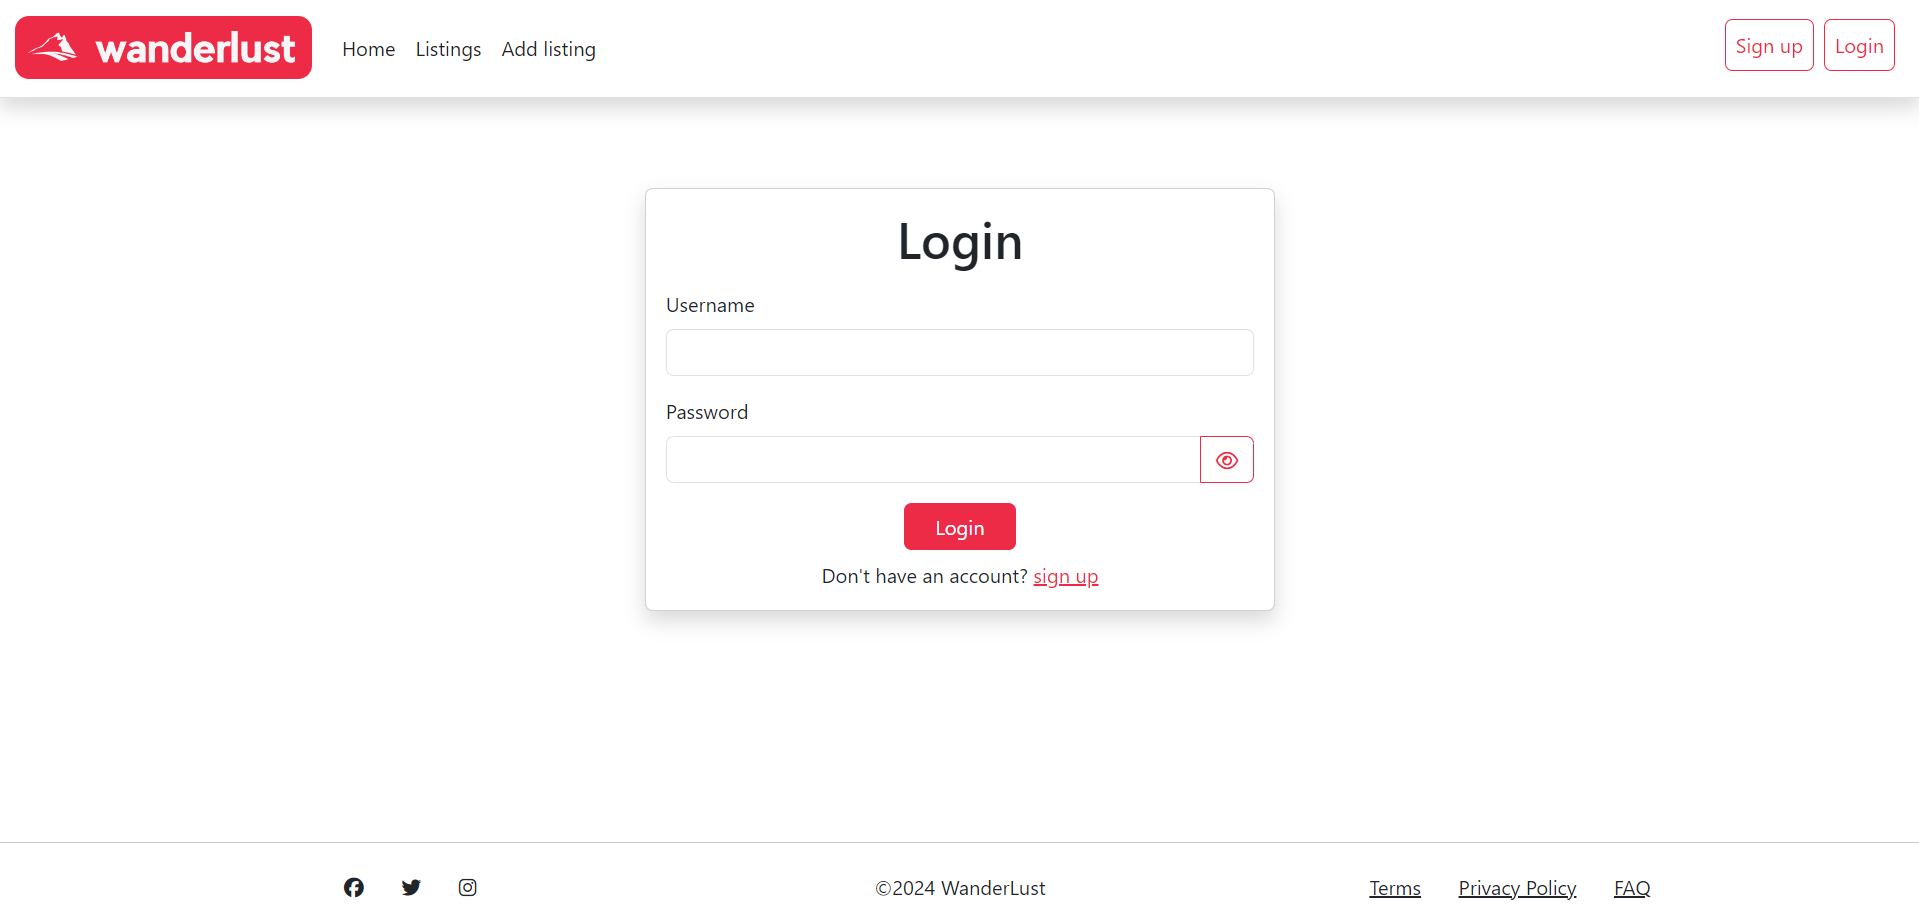 wanderlust Home Listings Add listing Sign up Login
Login
Username
Password
Login
Don't have an account? sign up
©2024 WanderLust Terms Privacy Policy FAQ